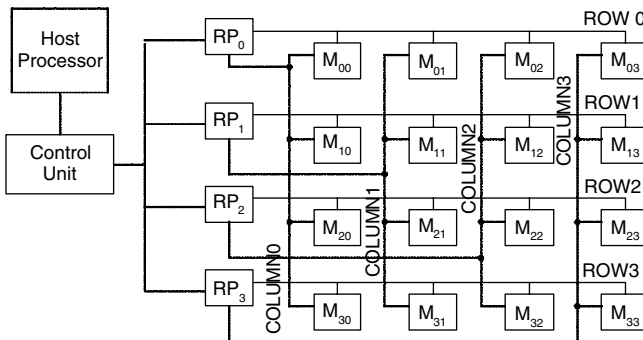 Host
Processor
Control
Unit
RP0
RP1
RP2
RP3
ROW 0
M00
M01
M02
M03
ROW1
M10
M11
M12
M13
ROW2
M20
M21
M22
M23
ROW3
M30
M31
M32
M33
COLUMN0
COLUMN1
COLUMN2
COLUMN3